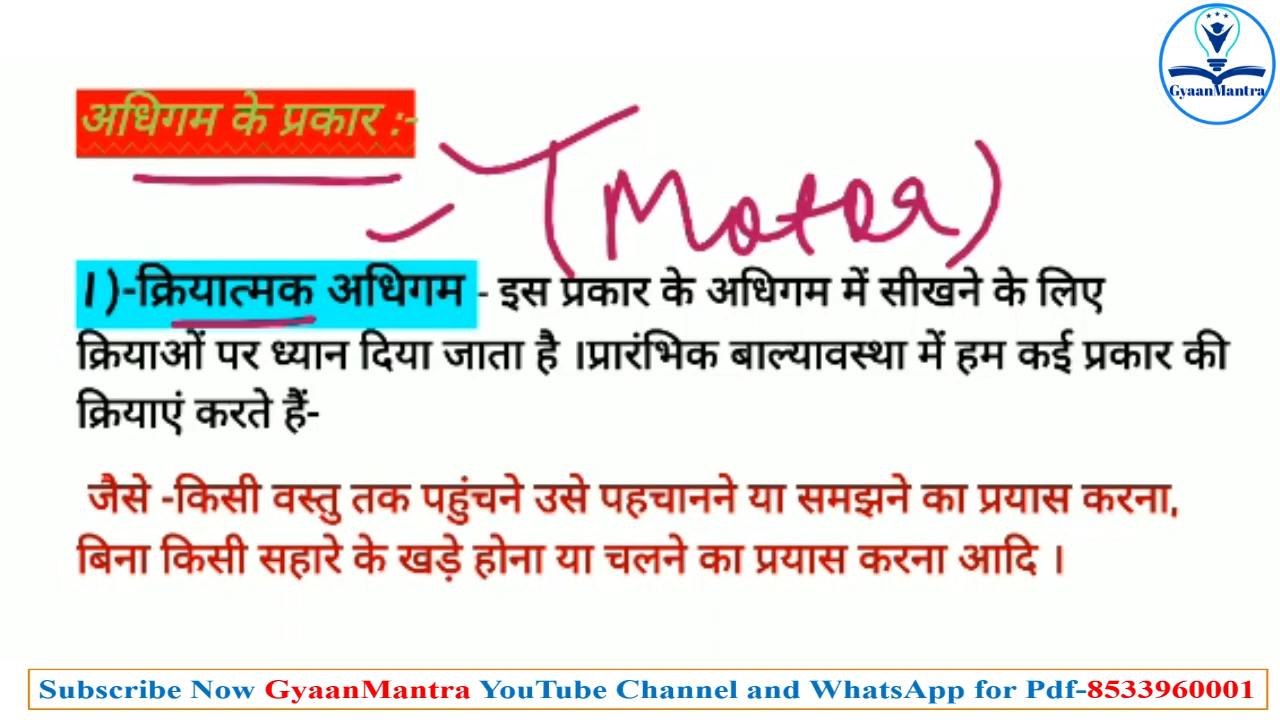 GyaanMantra
अधिगम के प्रकार :-
(Motor)
1)-क्रियात्मक अधिगम - इस प्रकार के अधिगम में सीखने के लिए
क्रियाओं पर ध्यान दिया जाता है ।प्रारंभिक बाल्यावस्था में हम कई प्रकार की
क्रियाएं करते हैं-
जैसे -किसी वस्तु तक पहुंचने उसे पहचानने या समझने का प्रयास करना,
बिना किसी सहारे के खड़े होना या चलने का प्रयास करना आदि ।
Subscribe Now GyaanMantra YouTube Channel and WhatsApp for Pdf-8533960001